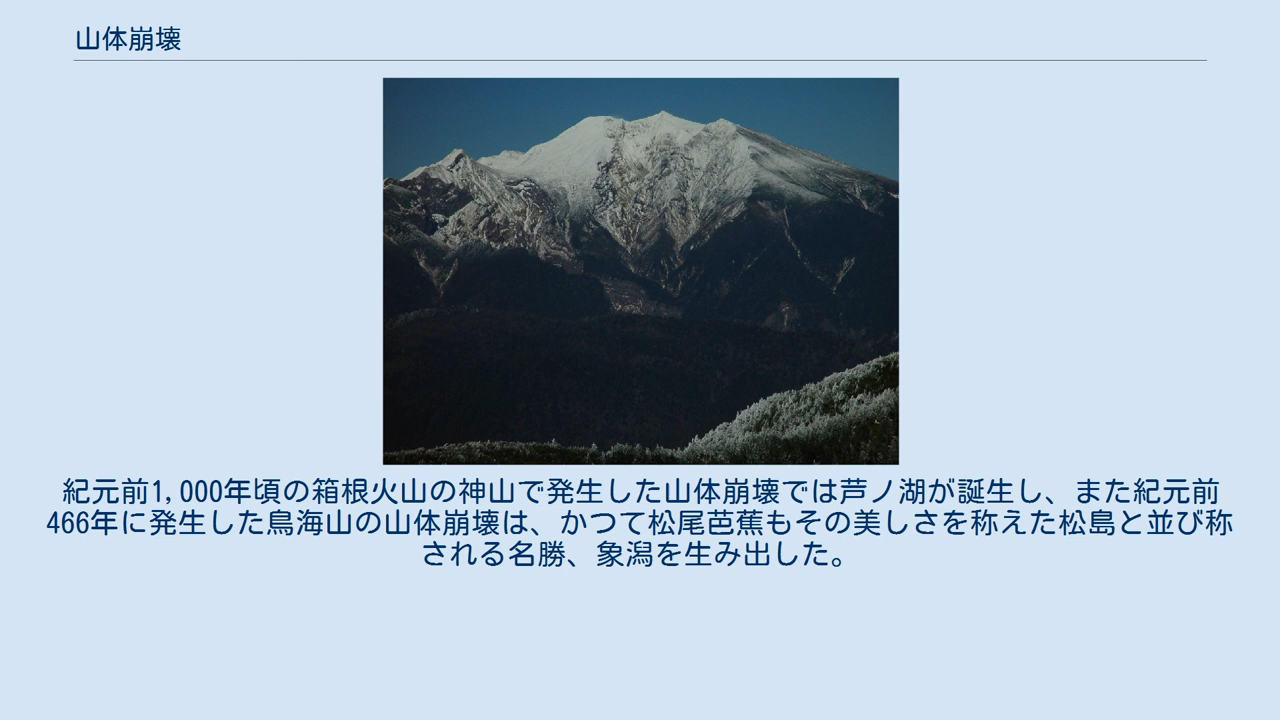 山体崩壊
紀元前1,000年頃の箱根火山の神山で発生した山体崩壊では芦ノ湖が誕生し、また紀元前
466年に発生した鳥海山の山体崩壊は、かつて松尾芭蕉もその美しさを称えた松島と並び称
される名勝、象潟を生み出した。